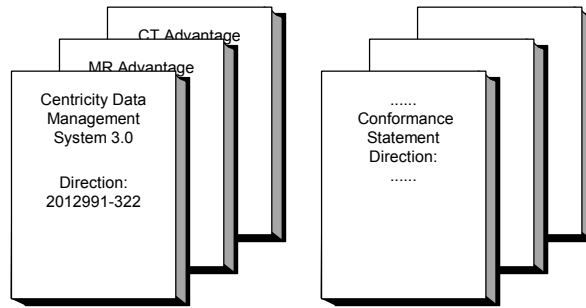 CT Advantage
MR Advantage
Centricity Data
Management
System 3.0
Direction:
2012991-322
......
Conformance
Statement
Direction:
......